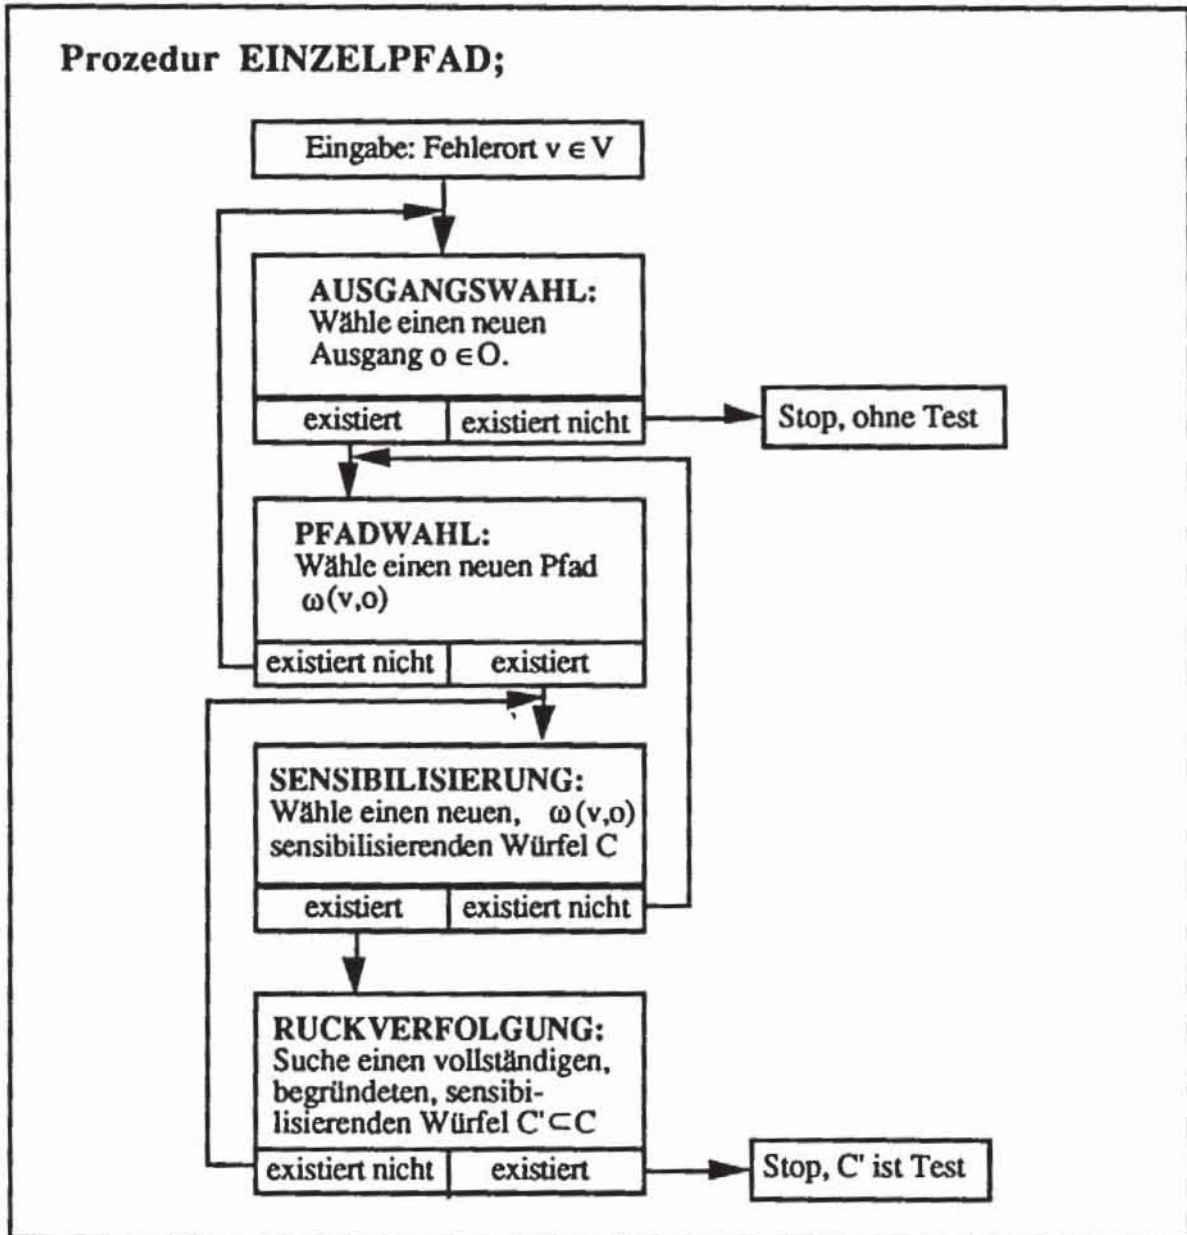 Prozedur EINZELPFAD;
Eingabe: Fehlerort v ∈ V
AUSGANGSWAHL:
Wähle einen neuen
Ausgang o ∈ O.
existiert
existiert nicht
Stop, ohne Test
PFADWAHL:
Wähle einen neuen Pfad
ω(v,o)
existiert nicht
existiert
SENSIBILISIERUNG:
Wähle einen neuen, ω(v,o)
sensibilisierenden Würfel C
existiert
existiert nicht
RUCKVERFOLGUNG:
Suche einen vollständigen,
begründeten, sensibi-
lisierenden Würfel C'⊂C
existiert nicht
existiert
Stop, C' ist Test